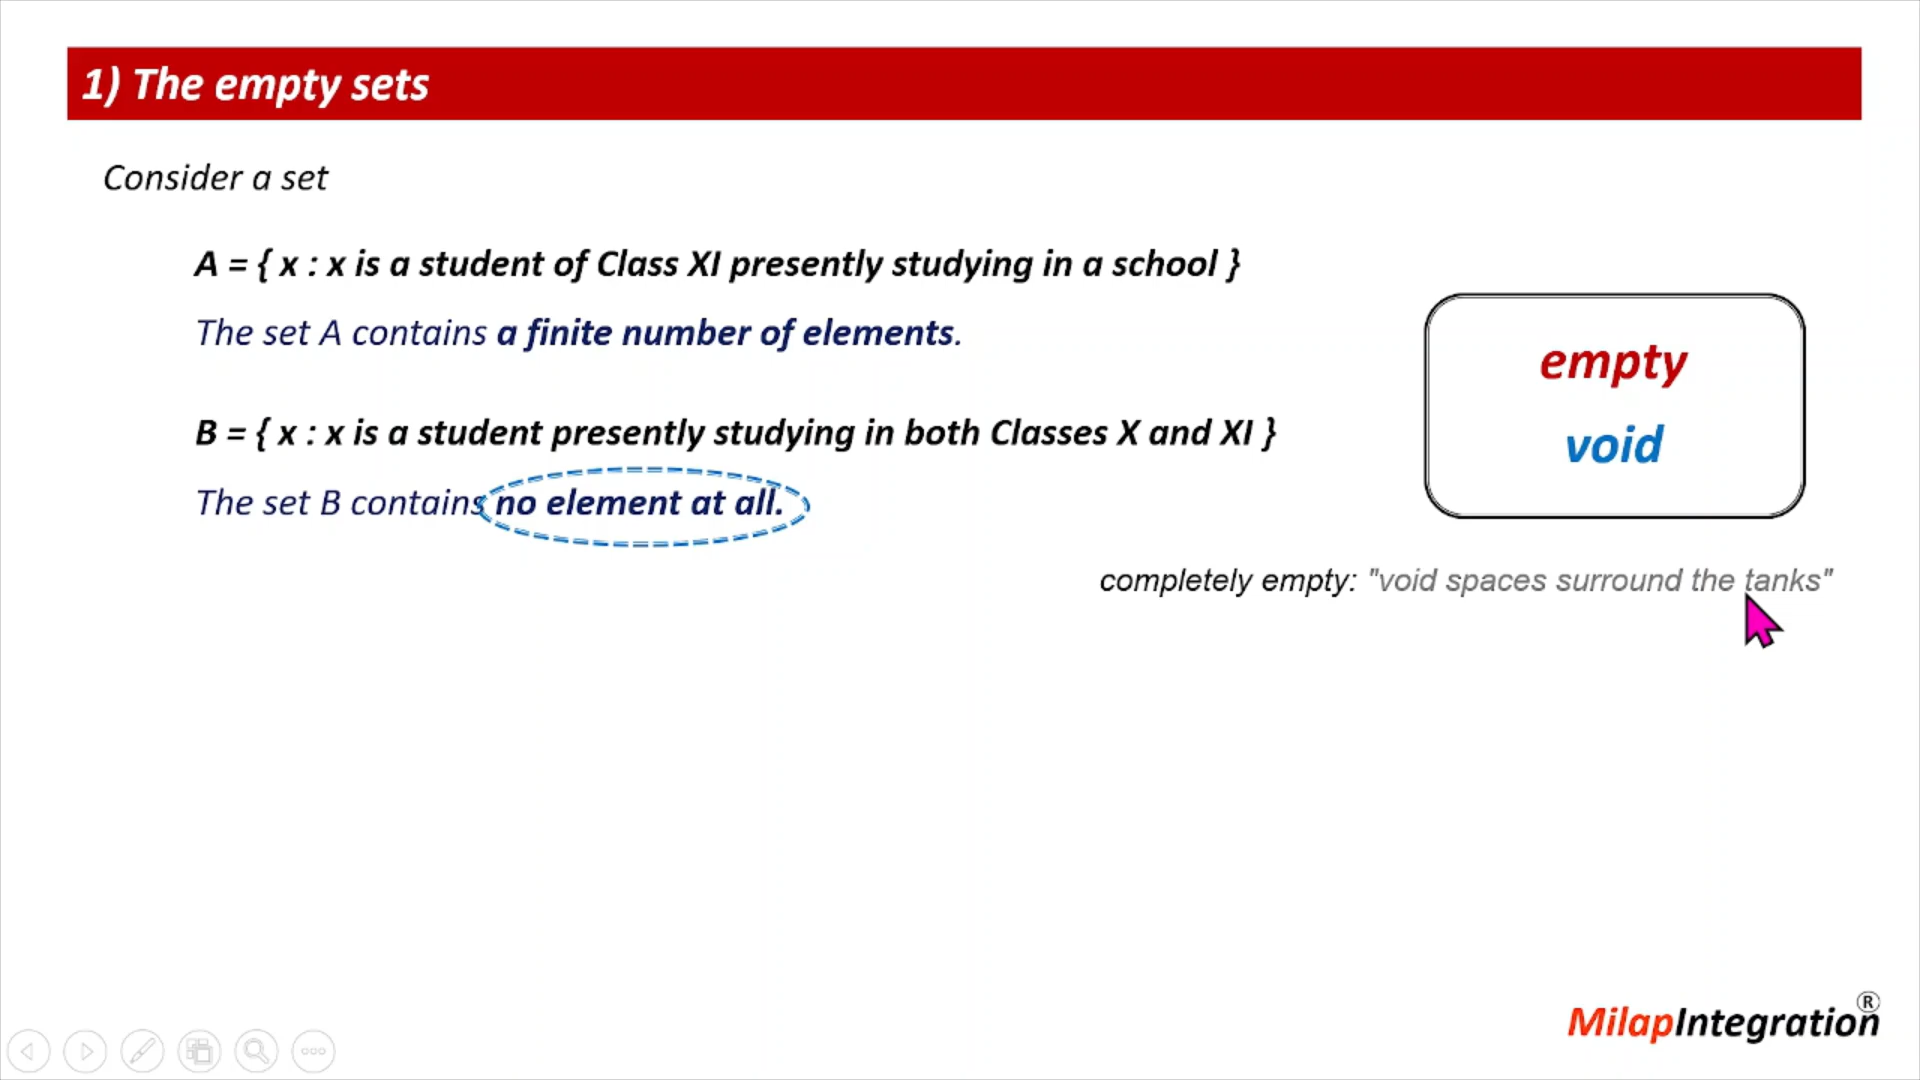 1) The empty sets
Consider a set
A = { x : x is a student of Class XI presently studying in a school }
The set A contains a finite number of elements.
B = { x : x is a student presently studying in both Classes X and XI }
The set B contains no element at all.
empty
void
completely empty: "void spaces surround the tanks"
MilapIntegration®